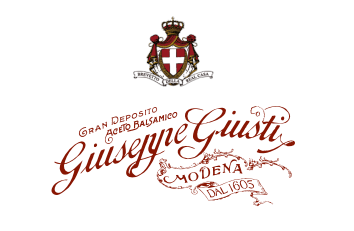 BREVETTO DELLA REAL CASA
GRAN DEPOSITO
ACETO BALSAMICO
Giuseppe Giusti
MODENA
DAL 1605